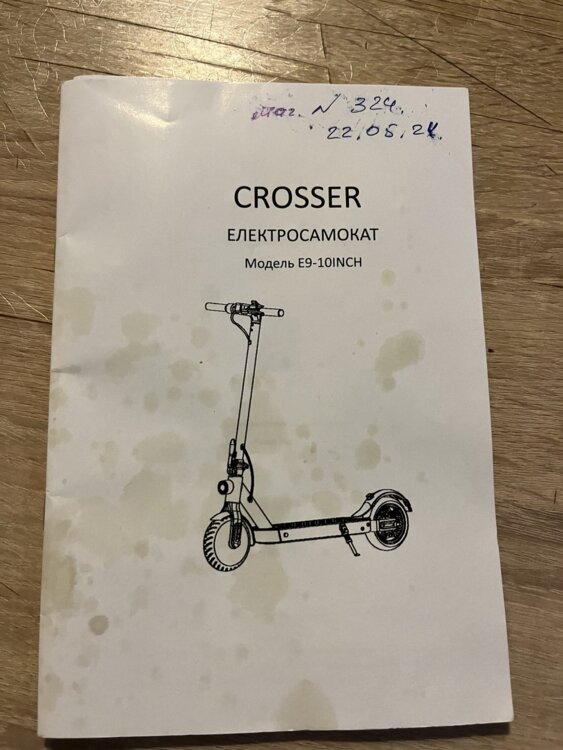 маг. N 324.
22.05.24.
CROSSER
ЕЛЕКТРОСАМОКАТ
Модель E9-10INCH